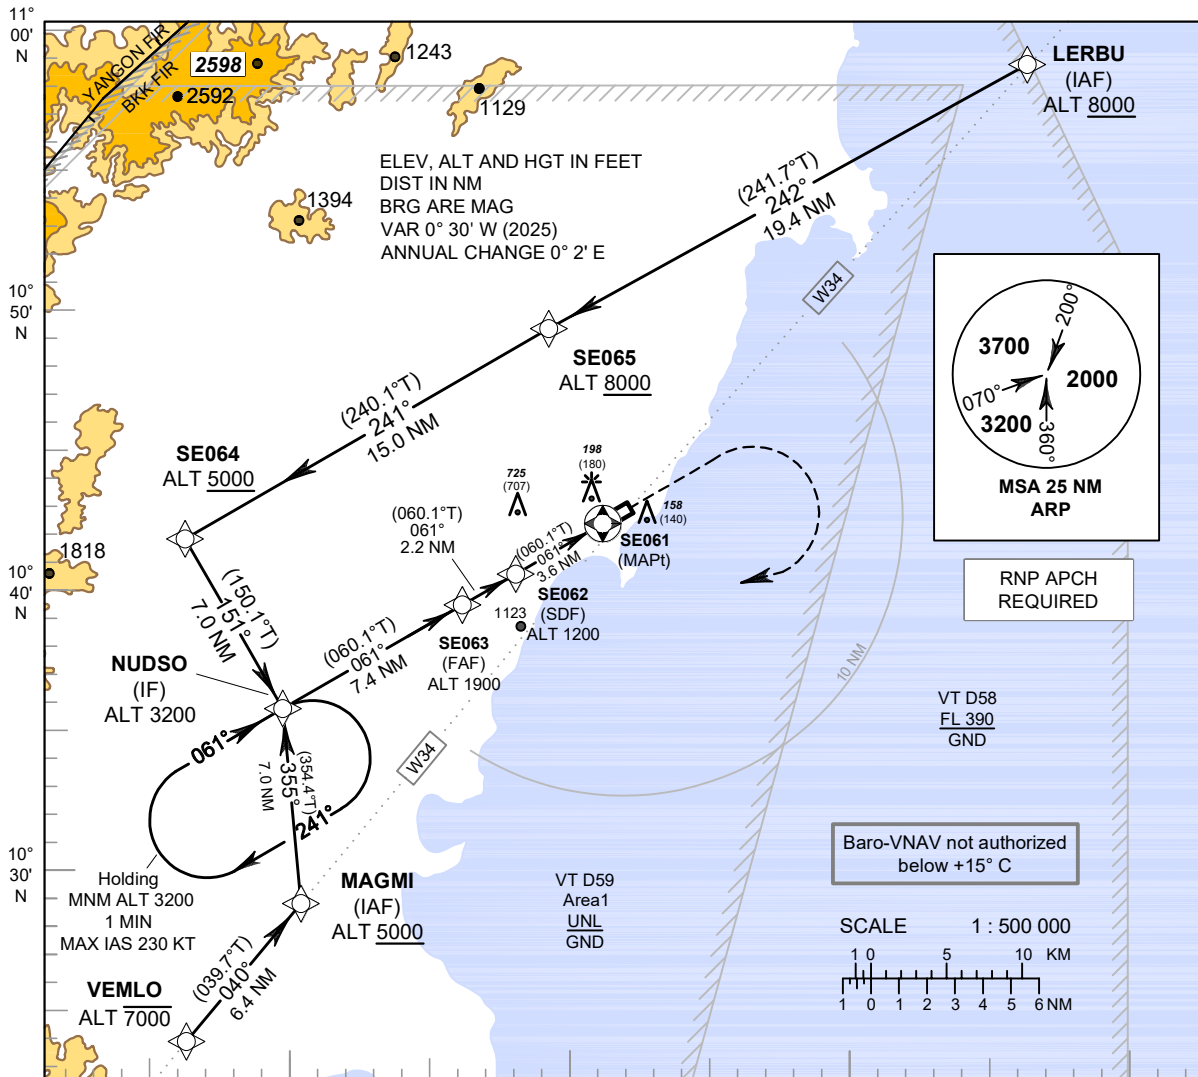 11°
00'
N
YANGON FIR
BKK FIR
2598
2592
1243
1129
LERBU
(IAF)
ALT 8000
ELEV, ALT AND HGT IN FEET
DIST IN NM
BRG ARE MAG
VAR 0° 30' W (2025)
ANNUAL CHANGE 0° 2' E
1394
(241.7°T)
242°
19.4 NM
10°
50'
N
W34
SE065
ALT 8000
3700
2000
3200
200°
070°
360°
MSA 25 NM
ARP
(240.1°T)
241°
15.0 NM
SE064
ALT 5000
725
(707)
198
(180)
158
(140)
SE061
(MAPt)
(060.1°T)
061°
2.2 NM
(060.1°T)
061°
3.6 NM
1818
10°
40'
N
RNP APCH
REQUIRED
SE062
(SDF)
ALT 1200
1123
SE063
(FAF)
ALT 1900
(150.1°T)
151°
7.0 NM
(060.1°T)
061°
7.4 NM
NUDSO
(IF)
ALT 3200
10 NM
VT D58
FL 390
GND
061°
241°
(354.4°T)
355°
7.0 NM
W34
Baro-VNAV not authorized
below +15° C
10°
30'
N
Holding
MNM ALT 3200
1 MIN
MAX IAS 230 KT
MAGMI
(IAF)
ALT 5000
VT D59
Area1
UNL
GND
SCALE 1 : 500 000
1 0 5 10 KM
1 0 1 2 3 4 5 6 NM
(039.7°T)
040°
6.4 NM
VEMLO
ALT 7000